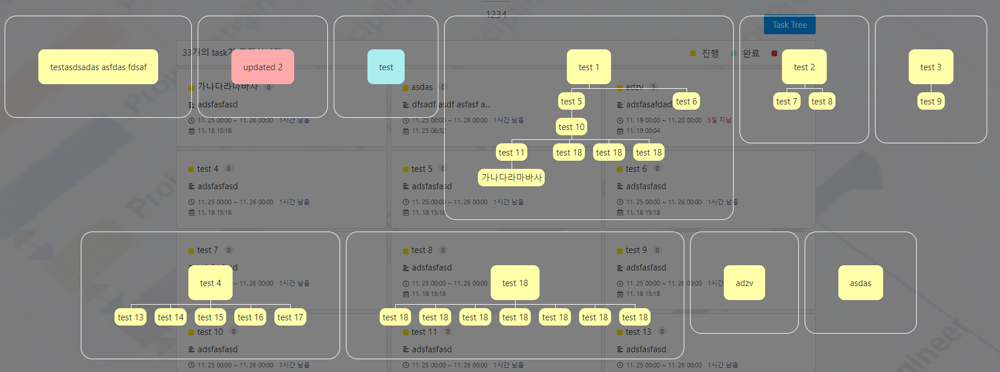 1234
Task Tree
33개의 task가
진행
완료
testasdsadas asfdas fdsaf
updated 2
test
test 1
test 2
test 3
가나다라마바사 0
asdas 0
adzv 5
test 5
test 6
test 7
test 8
test 9
adsfasfasd
dfsadf asdf asfasf a...
adsfasafdad
11. 25 00:00 ~ 11. 26 00:00 1시간 남음
11. 25 00:00 ~ 11. 26 00:00 1시간 남음
11. 19 00:00 ~ 11. 20 00:00 5일 지남
11. 18 15:18
11. 25 06:32
11. 19 00:04
test 10
test 11
test 18
test 18
test 18
가나다라마바사
test 4 0
test 5 0
test 6 0
adsfasfasd
adsfasfasd
adsfasfasd
11. 25 00:00 ~ 11. 26 00:00 1시간 남음
11. 25 00:00 ~ 11. 26 00:00 1시간 남음
11. 25 00:00 ~ 11. 26 00:00 1시간 남음
11. 18 15:18
11. 18 15:18
11. 18 15:18
test 7 0
test 8 0
test 9 0
adsfasfasd
adsfasfasd
test 4
test 18
adzv
asdas
~ 11. 26 00:00 1시간 남음
11. 25 00:00 ~ 11. 26 00:00
11. 25 00:00 ~ 11. 26 00:00
11. 18 15:18
11. 18 15:18
11. 18 15:18
test 13
test 14
test 15
test 16
test 17
test 18
test 18
test 18
test 18
test 18
test 18
test 18
test 10 0
test 11 0
test 13 0
adsfasfasd
adsfasfasd
adsfasfasd
11. 25 00:00 ~ 11. 26 00:00 1시간 남음
11. 25 00:00 ~ 11. 26 00:00 1시간 남음
11. 25 00:00 ~ 11. 26 00:00 1시간 남음